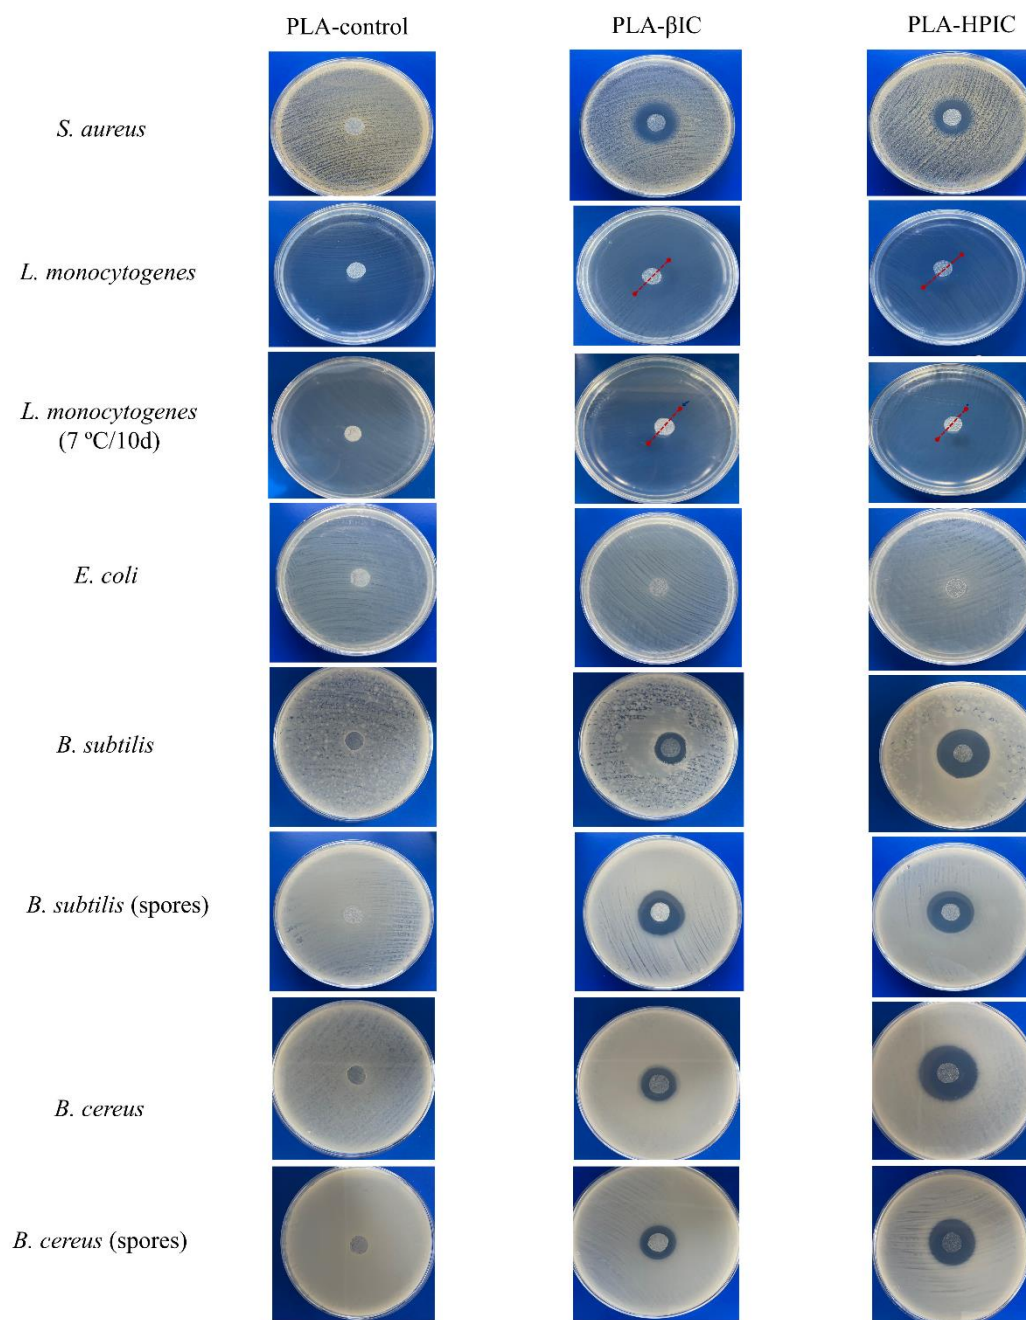 PLA-control PLA-βIC PLA-HPIC
S. aureus
L. monocytogenes
L. monocytogenes
(7 ºC/10d)
E. coli
B. subtilis
B. subtilis (spores)
B. cereus
B. cereus (spores)